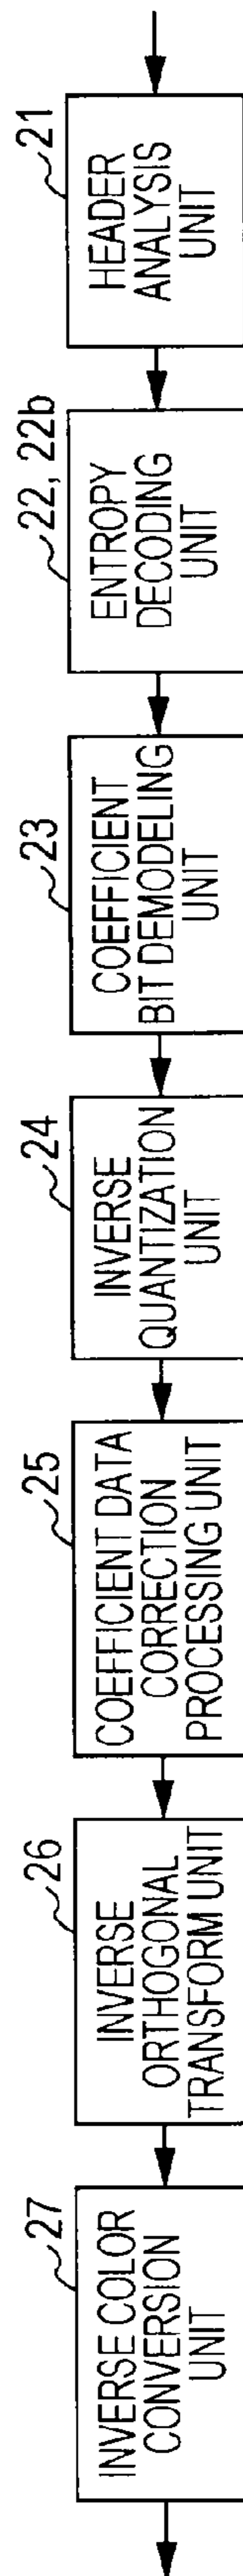 21
HEADER
ANALYSIS
UNIT
22, 22b
ENTROPY
DECODING
UNIT
23
COEFFICIENT
BIT DEMODELING
UNIT
24
INVERSE
QUANTIZATION
UNIT
25
COEFFICIENT DATA
CORRECTION
PROCESSING UNIT
26
INVERSE
ORTHOGONAL
TRANSFORM UNIT
27
INVERSE COLOR
CONVERSION
UNIT